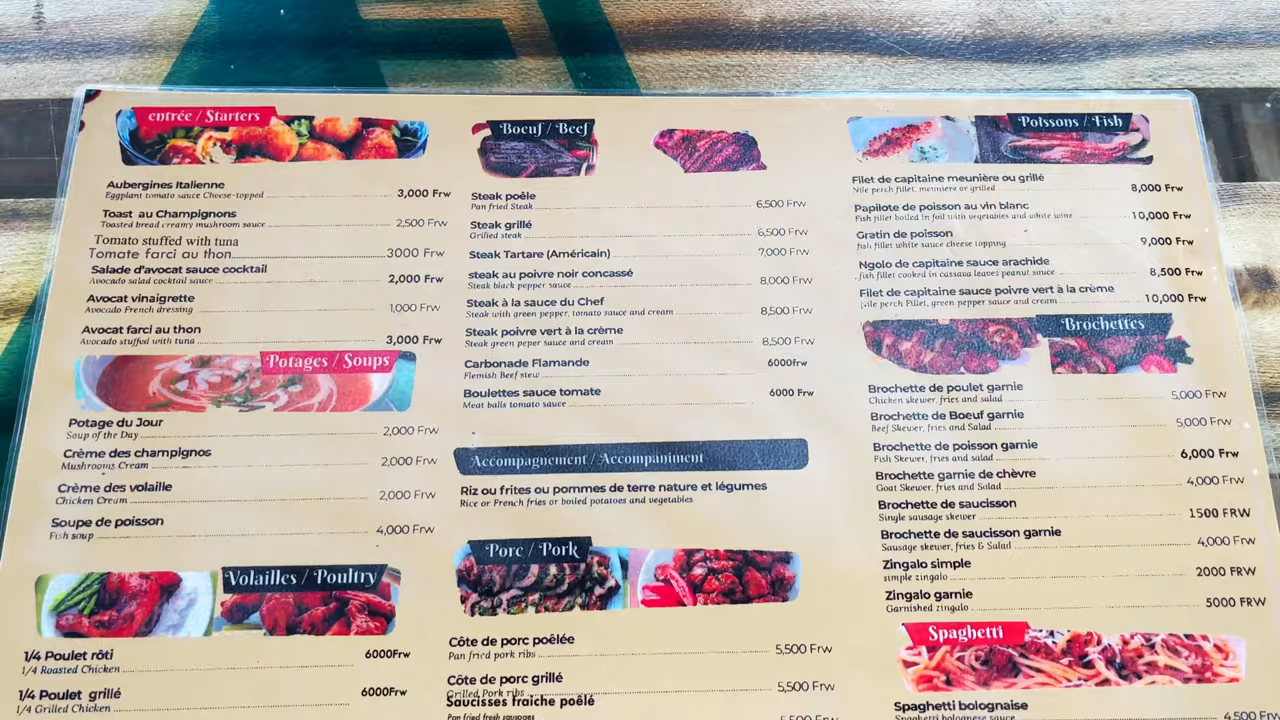 entrée / Starters
Aubergines Italienne
Eggplant tomato sauce Cheese-topped 3,000 Frw
Toast au Champignons
Toasted bread creamy mushroom sauce 2,500 Frw
Tomato stuffed with tuna
Tomate farci au thon 3000 Frw
Salade d'avocat sauce cocktail
Avocado salad cocktail sauce 2,000 Frw
Avocat vinaigrette
Avocado French dressing 1,000 Frw
Avocat farci au thon
Avocado stuffed with tuna 3,000 Frw
Potages / Soups
Potage du Jour
Soup of the Day 2,000 Frw
Crème des champignos
Mushrooms Cream 2,000 Frw
Crème des volaille
Chicken Cream 2,000 Frw
Soupe de poisson
Fish soup 4,000 Frw
Volailles / Poultry
1/4 Poulet rôti
1/4 Roasted Chicken 6000Frw
1/4 Poulet grillé
1/4 Grilled Chicken 6000Frw
Boeuf / Beef
Steak poêle
Pan fried Steak 6,500 Frw
Steak grillé
Grilled steak 6,500 Frw
Steak Tartare (Américain) 7,000 Frw
steak au poivre noir concassé
Steak black pepper sauce 8,000 Frw
Steak à la sauce du Chef
Steak with green pepper, tomato sauce and cream 8,500 Frw
Steak poivre vert à la crème
Steak green peper sauce and cream 8,500 Frw
Carbonade Flamande 6000frw
Flemish Beef stew
Boulettes sauce tomate 6000 Frw
Meat balls tomato sauce
Accompagnement / Accompaniment
Riz ou frites ou pommes de terre nature et légumes
Rice or French fries or boiled potatoes and vegetables
Porc / Pork
Côte de porc poêlée
Pan fried pork ribs 5,500 Frw
Côte de porc grillé
Grilled Pork ribs 5,500 Frw
Saucisses fraiche poêlé
Pan fried fresh sausages 5,500 Frw
Poissons / Fish
Filet de capitaine meunière ou grillé
Nile perch fillet, meuniere or grilled 8,000 Frw
Papilote de poisson au vin blanc
Fish fillet boiled in foil with vegetables and white wine 10,000 Frw
Gratin de poisson
fish fillet white sauce cheese topping 9,000 Frw
Ngolo de capitaine sauce arachide
fish fillet cooked in cassava leaves peanut sauce 8,500 Frw
Filet de capitaine sauce poivre vert à la crème
Nile perch Fillet, green pepper sauce and cream 10,000 Frw
Brochettes
Brochette de poulet garnie
Chicken skewer, fries and salad 5,000 Frw
Brochette de Boeuf garnie
Beef Skewer, fries and Salad 5,000 Frw
Brochette de poisson garnie
Fish Skewer, fries and salad 6,000 Frw
Brochette garnie de chèvre
Goat Skewer, fries and Salad 4,000 Frw
Brochette de saucisson
Single sausage skewer 1500 FRW
Brochette de saucisson garnie
Sausage skewer, fries & Salad 4,000 Frw
Zingalo simple
simple zingalo 2000 FRW
Zingalo garnie
Garnished zingalo 5000 FRW
Spaghetti
Spaghetti bolognaise
Spaghetti bolognese sauce 4,500 Frw